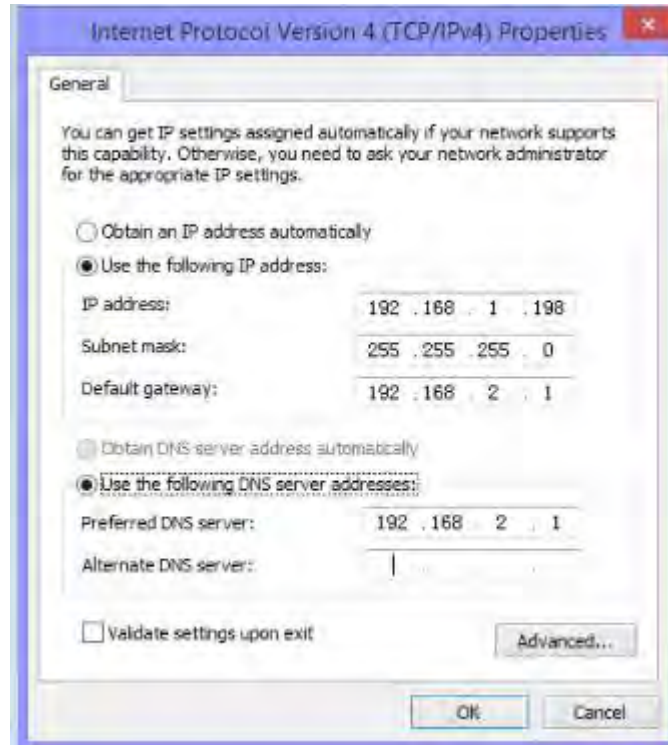 Internet Protocol Version 4 (TCP/IPv4) Properties
General
You can get IP settings assigned automatically if your network supports
this capability. Otherwise, you need to ask your network administrator
for the appropriate IP settings.
Obtain an IP address automatically
Use the following IP address:
IP address: 192 . 168 . 1 . 198
Subnet mask: 255 . 255 . 255 . 0
Default gateway: 192 . 168 . 2 . 1
Obtain DNS server address automatically
Use the following DNS server addresses:
Preferred DNS server: 192 . 168 . 2 . 1
Alternate DNS server: . . .
Validate settings upon exit
Advanced...
OK Cancel